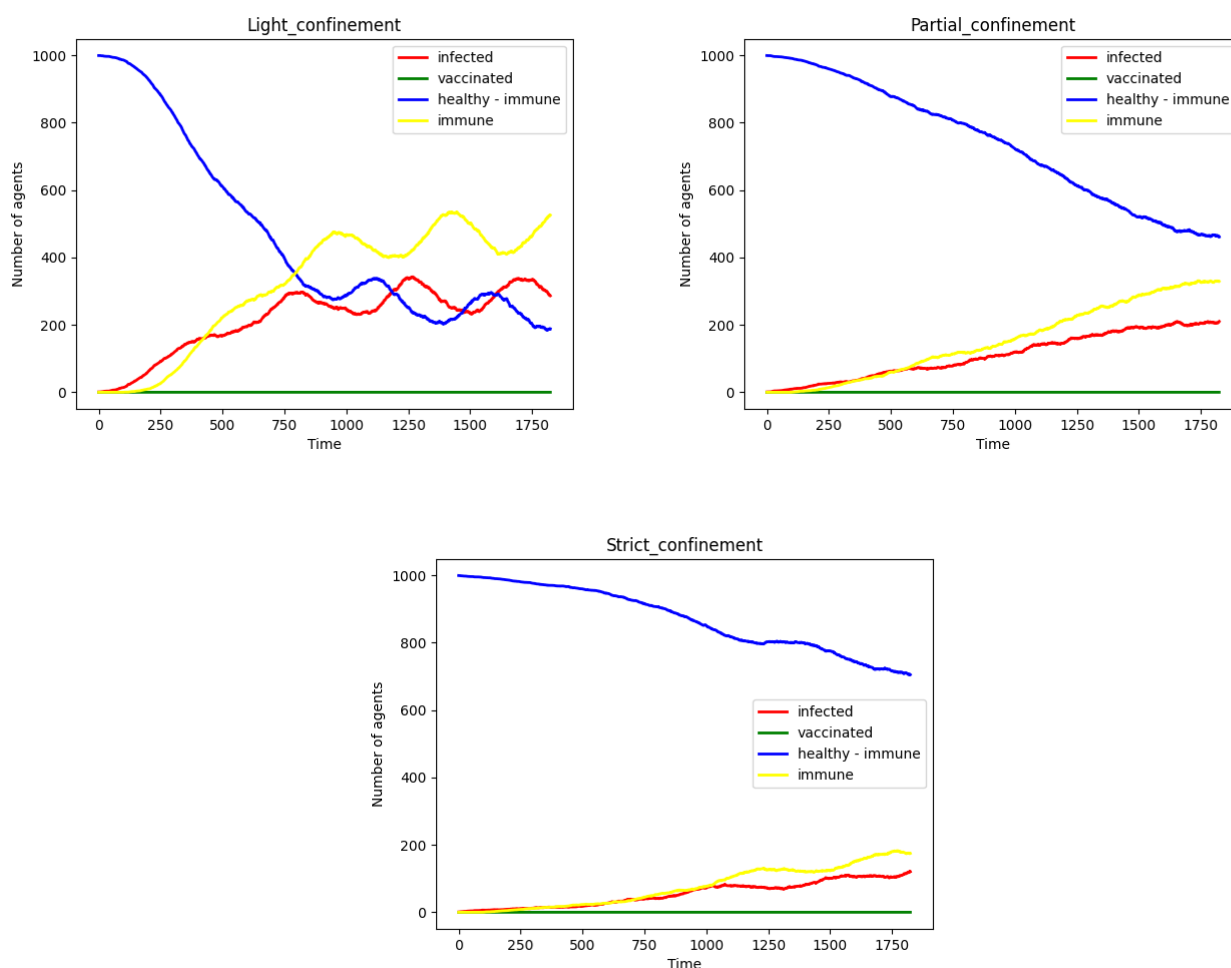 Light_confinement
1000
800
600
400
200
0
Number of agents
infected
vaccinated
healthy - immune
immune
0 250 500 750 1000 1250 1500 1750
Time
Partial_confinement
1000
800
600
400
200
0
Number of agents
infected
vaccinated
healthy - immune
immune
0 250 500 750 1000 1250 1500 1750
Time
Strict_confinement
1000
800
600
400
200
0
Number of agents
infected
vaccinated
healthy - immune
immune
0 250 500 750 1000 1250 1500 1750
Time